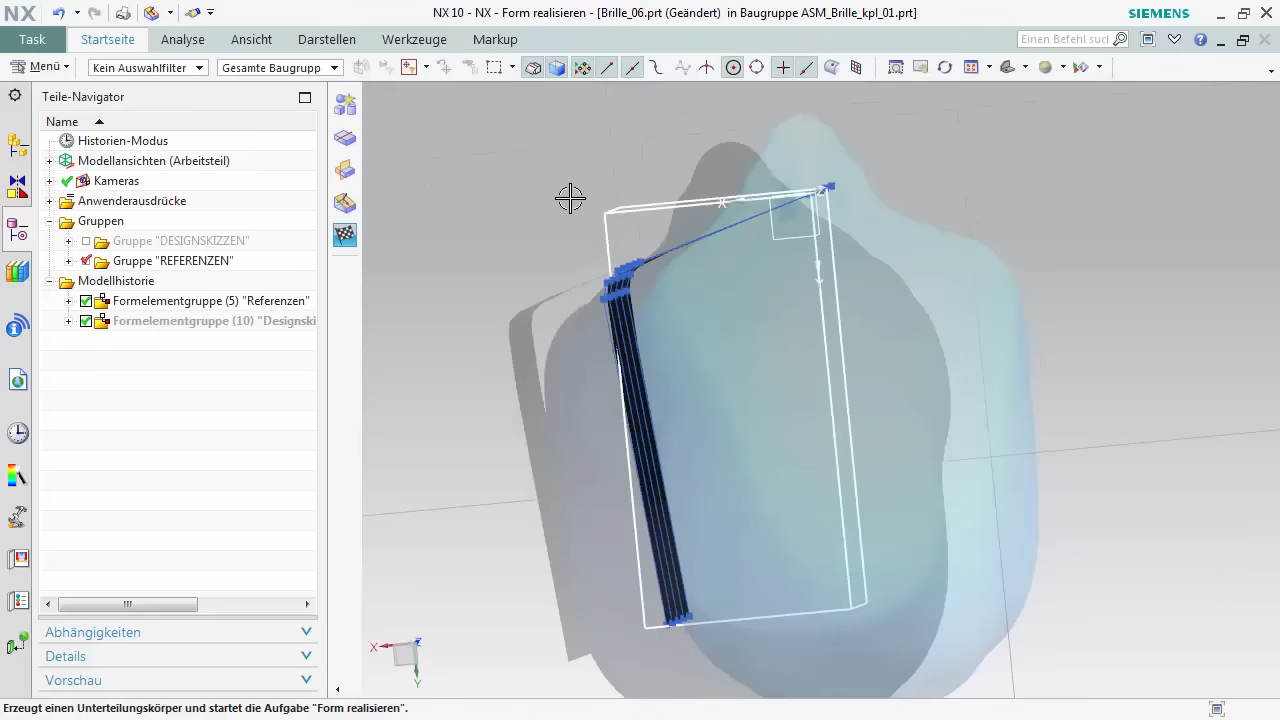 NX
NX 10 - NX - Form realisieren - [Brille_06.prt (Geändert) in Baugruppe ASM_Brille_kpl_01.prt]
SIEMENS
Task
Startseite
Analyse
Ansicht
Darstellen
Werkzeuge
Markup
Einen Befehl sucl
Menü
Kein Auswahlfilter
Gesamte Baugrupp
Teile-Navigator
Name
Historien-Modus
Modellansichten (Arbeitsteil)
Kameras
Anwenderausdrücke
Gruppen
Gruppe "DESIGNSKIZZEN"
Gruppe "REFERENZEN"
Modellhistorie
Formelementgruppe (5) "Referenzen"
Formelementgruppe (10) "Designski
Abhängigkeiten
Details
Vorschau
X
X
Z
Y
Erzeugt einen Unterteilungskörper und startet die Aufgabe "Form realisieren".